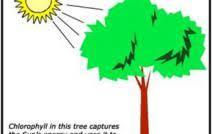 Chlorophyll in this tree captures
the Sun's energy and uses it to